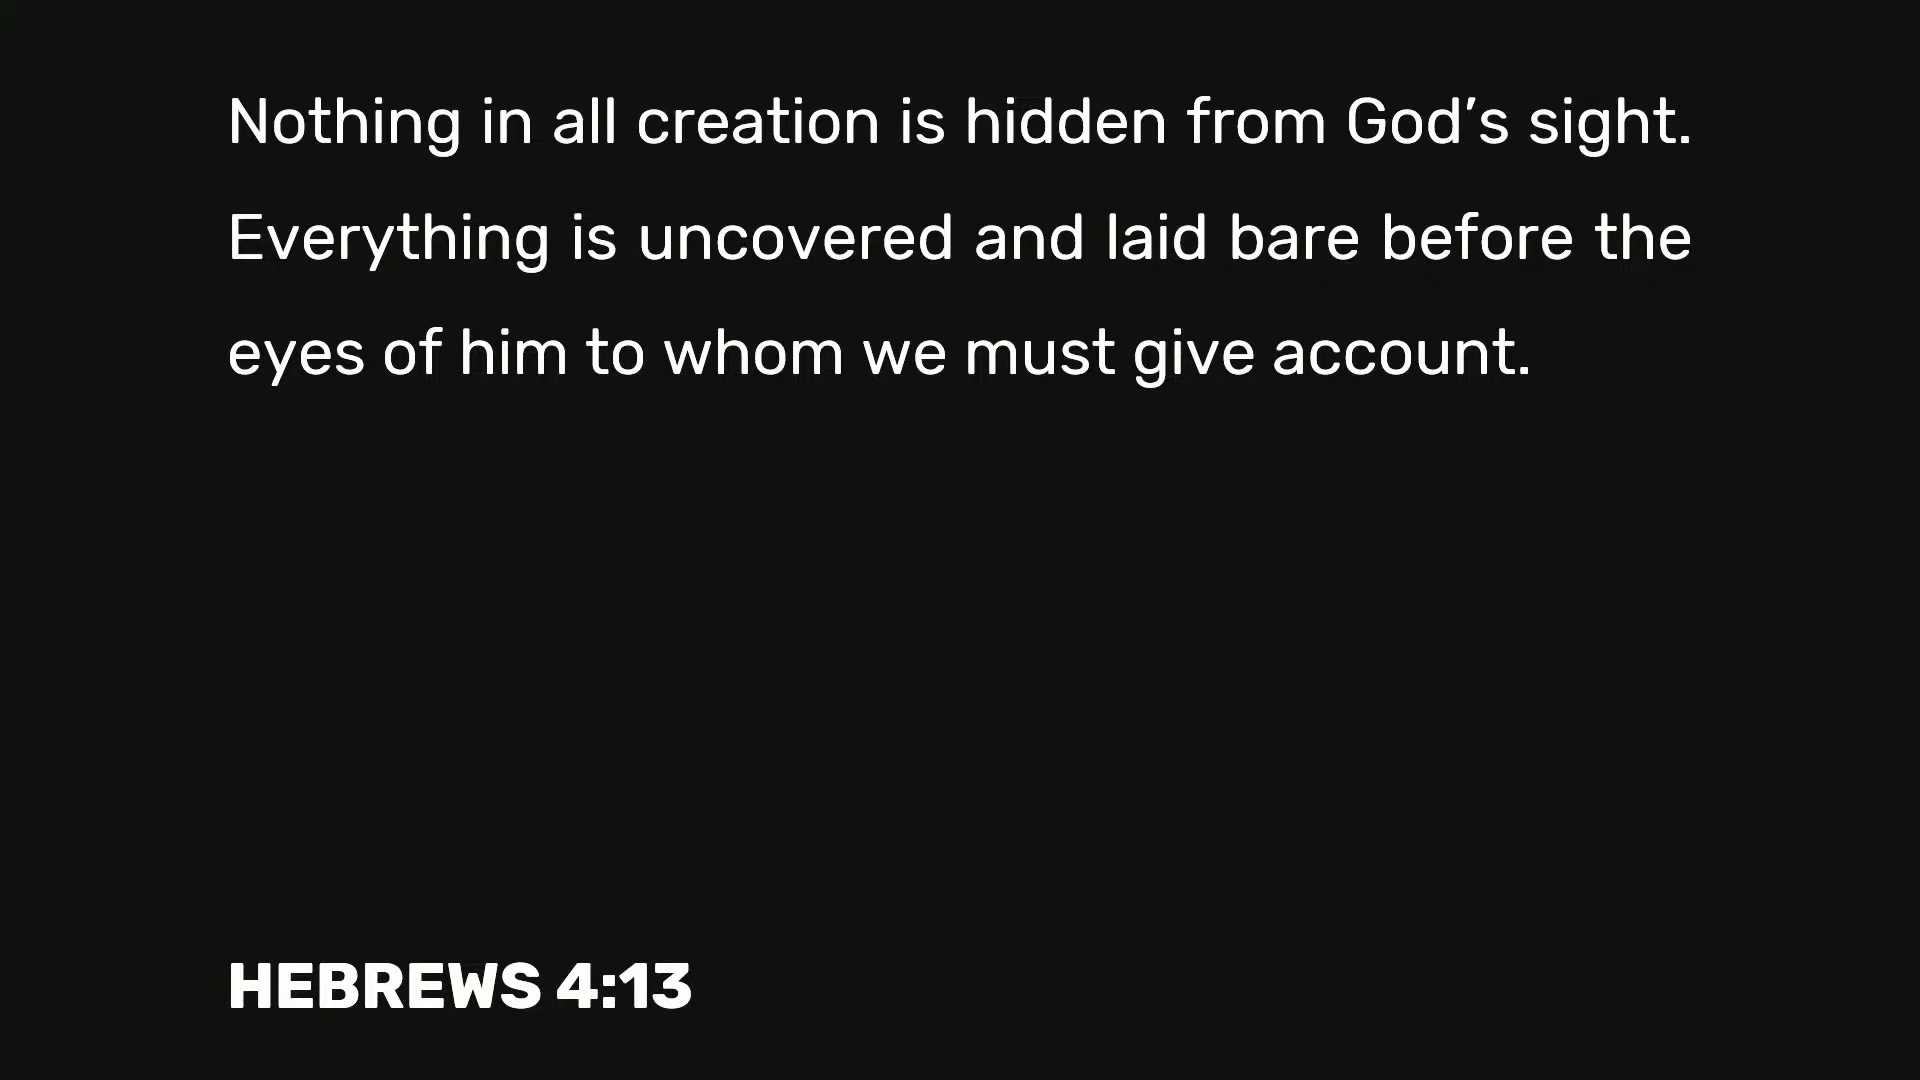 Nothing in all creation is hidden from God’s sight.
Everything is uncovered and laid bare before the
eyes of him to whom we must give account.
HEBREWS 4:13